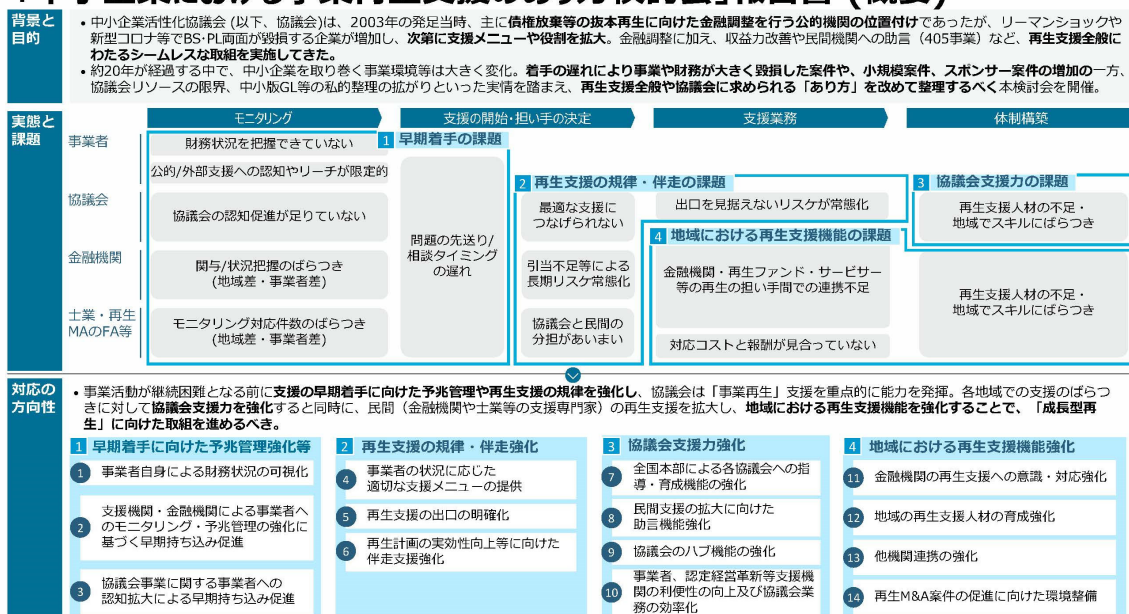 背景と
目的
• 中小企業活性化協議会 (以下、協議会)は、2003年の発足当時、主に債権放棄等の抜本再生に向けた金融調整を行う公的機関の位置付けであったが、リーマンショックや
新型コロナ等でBS・PL両面が毀損する企業が増加し、次第に支援メニューや役割を拡大。金融調整に加え、収益力改善や民間機関への助言（405事業）など、再生支援全般に
わたるシームレスな取組を実施してきた。
• 約20年が経過する中で、中小企業を取り巻く事業環境等は大きく変化。着手の遅れにより事業や財務が大きく毀損した案件や、小規模案件、スポンサー案件の増加の一方、
協議会リソースの限界、中小版GL等の私的整理の拡がりといった実情を踏まえ、再生支援全般や協議会に求められる「あり方」を改めて整理するべく本検討会を開催。
実態と
課題
モニタリング
支援の開始・担い手の決定
支援業務
体制構築
事業者
財務状況を把握できていない
公的/外部支援への認知やリーチが限定的
協議会
協議会の認知促進が足りていない
金融機関
関与/状況把握のばらつき
(地域差・事業者差)
士業・再生
MAのFA等
モニタリング対応件数のばらつき
(地域差・事業者差)
1 早期着手の課題
問題の先送り/
相談タイミング
の遅れ
2 再生支援の規律・伴走の課題
最適な支援に
つなげられない
引当不足等による
長期リスケ常態化
協議会と民間の
分担があいまい
出口を見据えないリスケが常態化
4 地域における再生支援機能の課題
金融機関・再生ファンド・サービサー
等の再生の担い手間での連携不足
対応コストと報酬が見合っていない
3 協議会支援力の課題
再生支援人材の不足・
地域でスキルにばらつき
再生支援人材の不足・
地域でスキルにばらつき
対応の
方向性
• 事業活動が継続困難となる前に支援の早期着手に向けた予兆管理や再生支援の規律を強化し、協議会は「事業再生」支援を重点的に能力を発揮。各地域での支援のばらつ
きに対して協議会支援力を強化すると同時に、民間（金融機関や士業等の支援専門家）の再生支援を拡大し、地域における再生支援機能を強化することで、「成長型再
生」に向けた取組を進めるべき。
1 早期着手に向けた予兆管理強化等
1 事業者自身による財務状況の可視化
2 支援機関・金融機関による事業者へ
のモニタリング・予兆管理の強化に
基づく早期持ち込み促進
3 協議会事業に関する事業者への
認知拡大による早期持ち込み促進
2 再生支援の規律・伴走強化
4 事業者の状況に応じた
適切な支援メニューの提供
5 再生支援の出口の明確化
6 再生計画の実効性向上等に向けた
伴走支援強化
3 協議会支援力強化
7 全国本部による各協議会への指
導・育成機能の強化
8 民間支援の拡大に向けた
助言機能強化
9 協議会のハブ機能の強化
10 事業者、認定経営革新等支援機
関の利便性の向上及び協議会業
務の効率化
4 地域における再生支援機能強化
11 金融機関の再生支援への意識・対応強化
12 地域の再生支援人材の育成強化
13 他機関連携の強化
14 再生M&A案件の促進に向けた環境整備